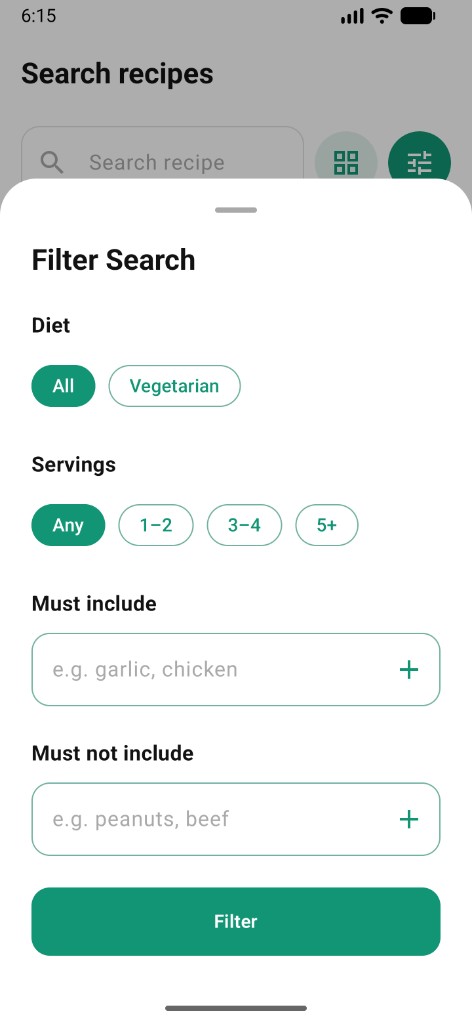 6:15
Search recipes
Search recipe
Filter Search
Diet
All Vegetarian
Servings
Any 1–2 3–4 5+
Must include
e.g. garlic, chicken
Must not include
e.g. peanuts, beef
Filter